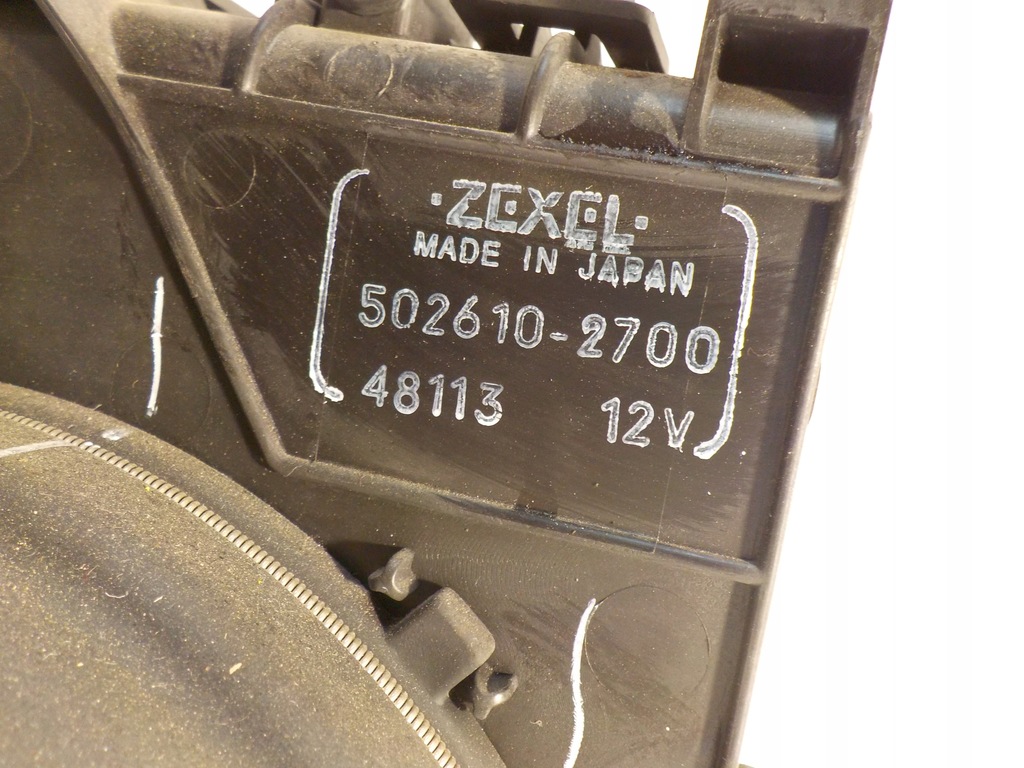 ·ZEXEL·
MADE IN JAPAN
502610-2700
48113 12V